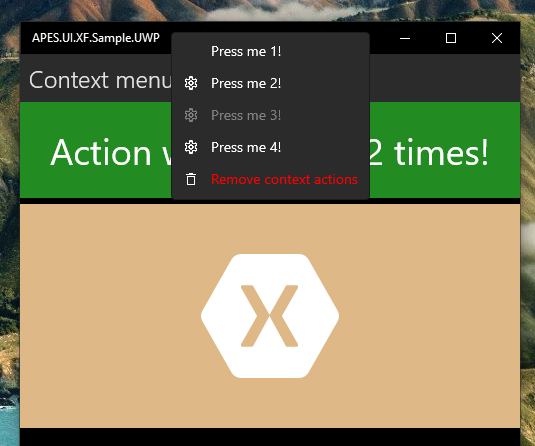 APES.UI.XF.Sample.UWP
Context menu
Press me 1!
Press me 2!
Press me 3!
Press me 4!
Remove context actions
Action
2 times!
X